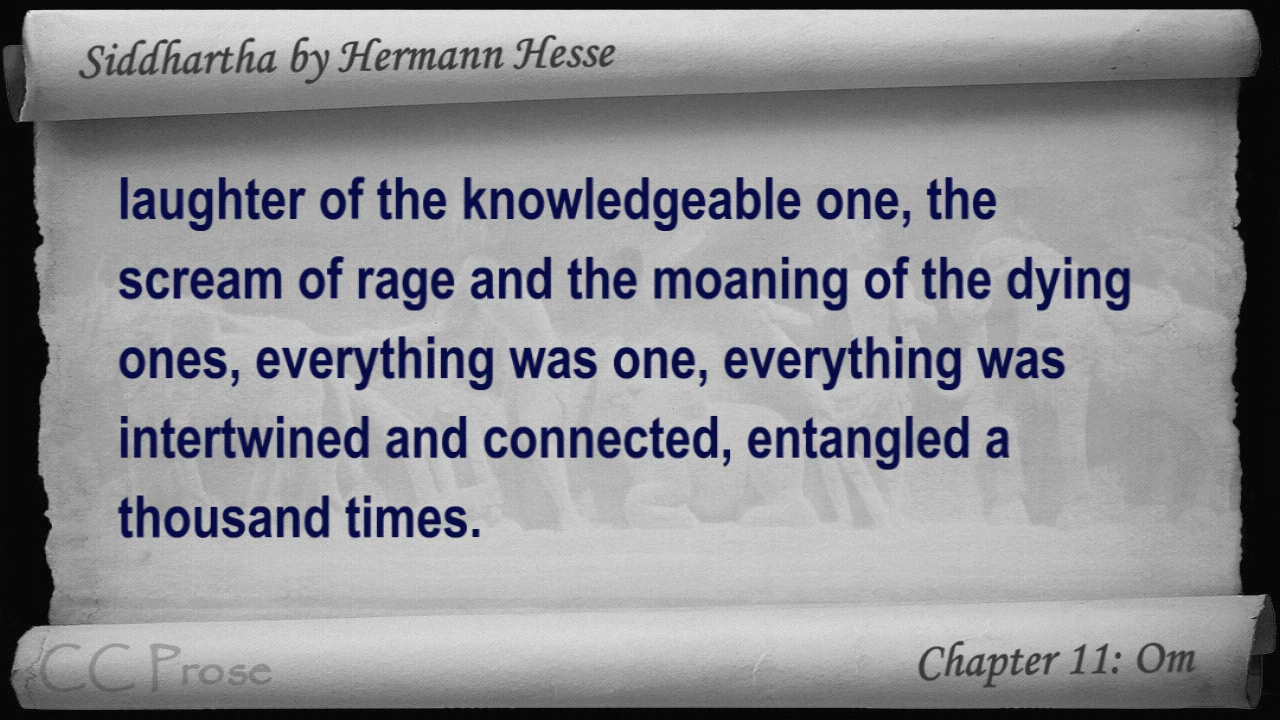 Siddhartha by Hermann Hesse
laughter of the knowledgeable one, the
scream of rage and the moaning of the dying
ones, everything was one, everything was
intertwined and connected, entangled a
thousand times.
CC Prose
Chapter 11: Om